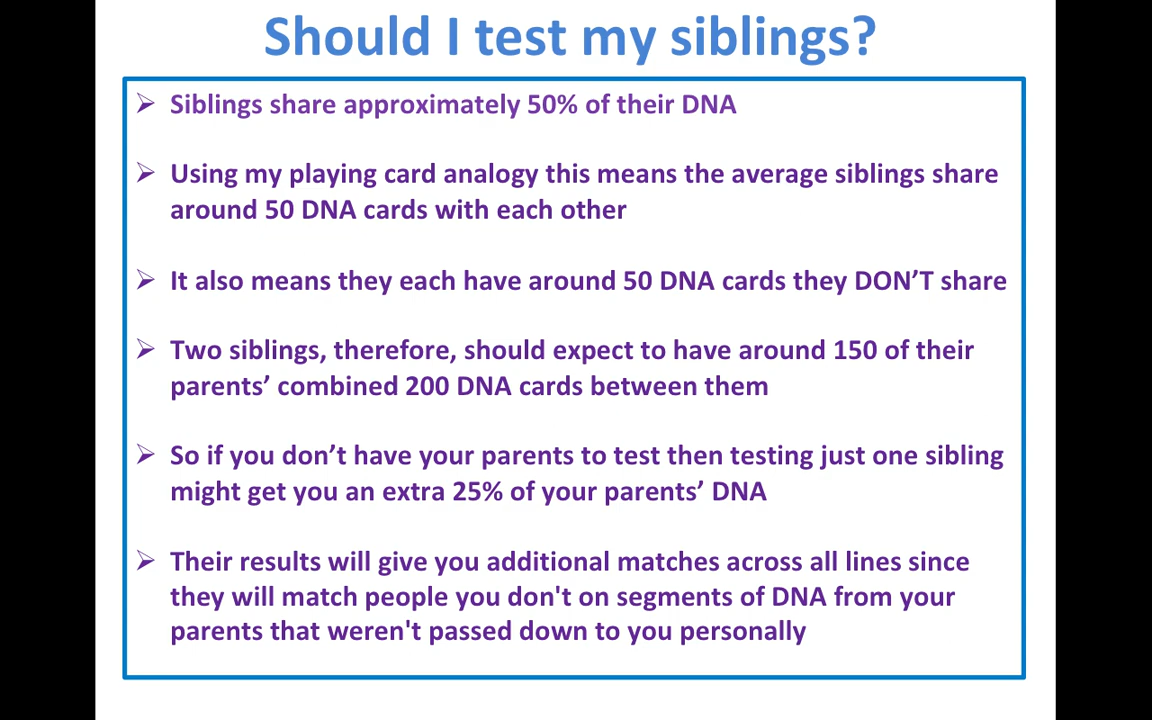 Should I test my siblings?
➢ Siblings share approximately 50% of their DNA
➢ Using my playing card analogy this means the average siblings share
around 50 DNA cards with each other
➢ It also means they each have around 50 DNA cards they DON’T share
➢ Two siblings, therefore, should expect to have around 150 of their
parents’ combined 200 DNA cards between them
➢ So if you don’t have your parents to test then testing just one sibling
might get you an extra 25% of your parents’ DNA
➢ Their results will give you additional matches across all lines since
they will match people you don't on segments of DNA from your
parents that weren't passed down to you personally